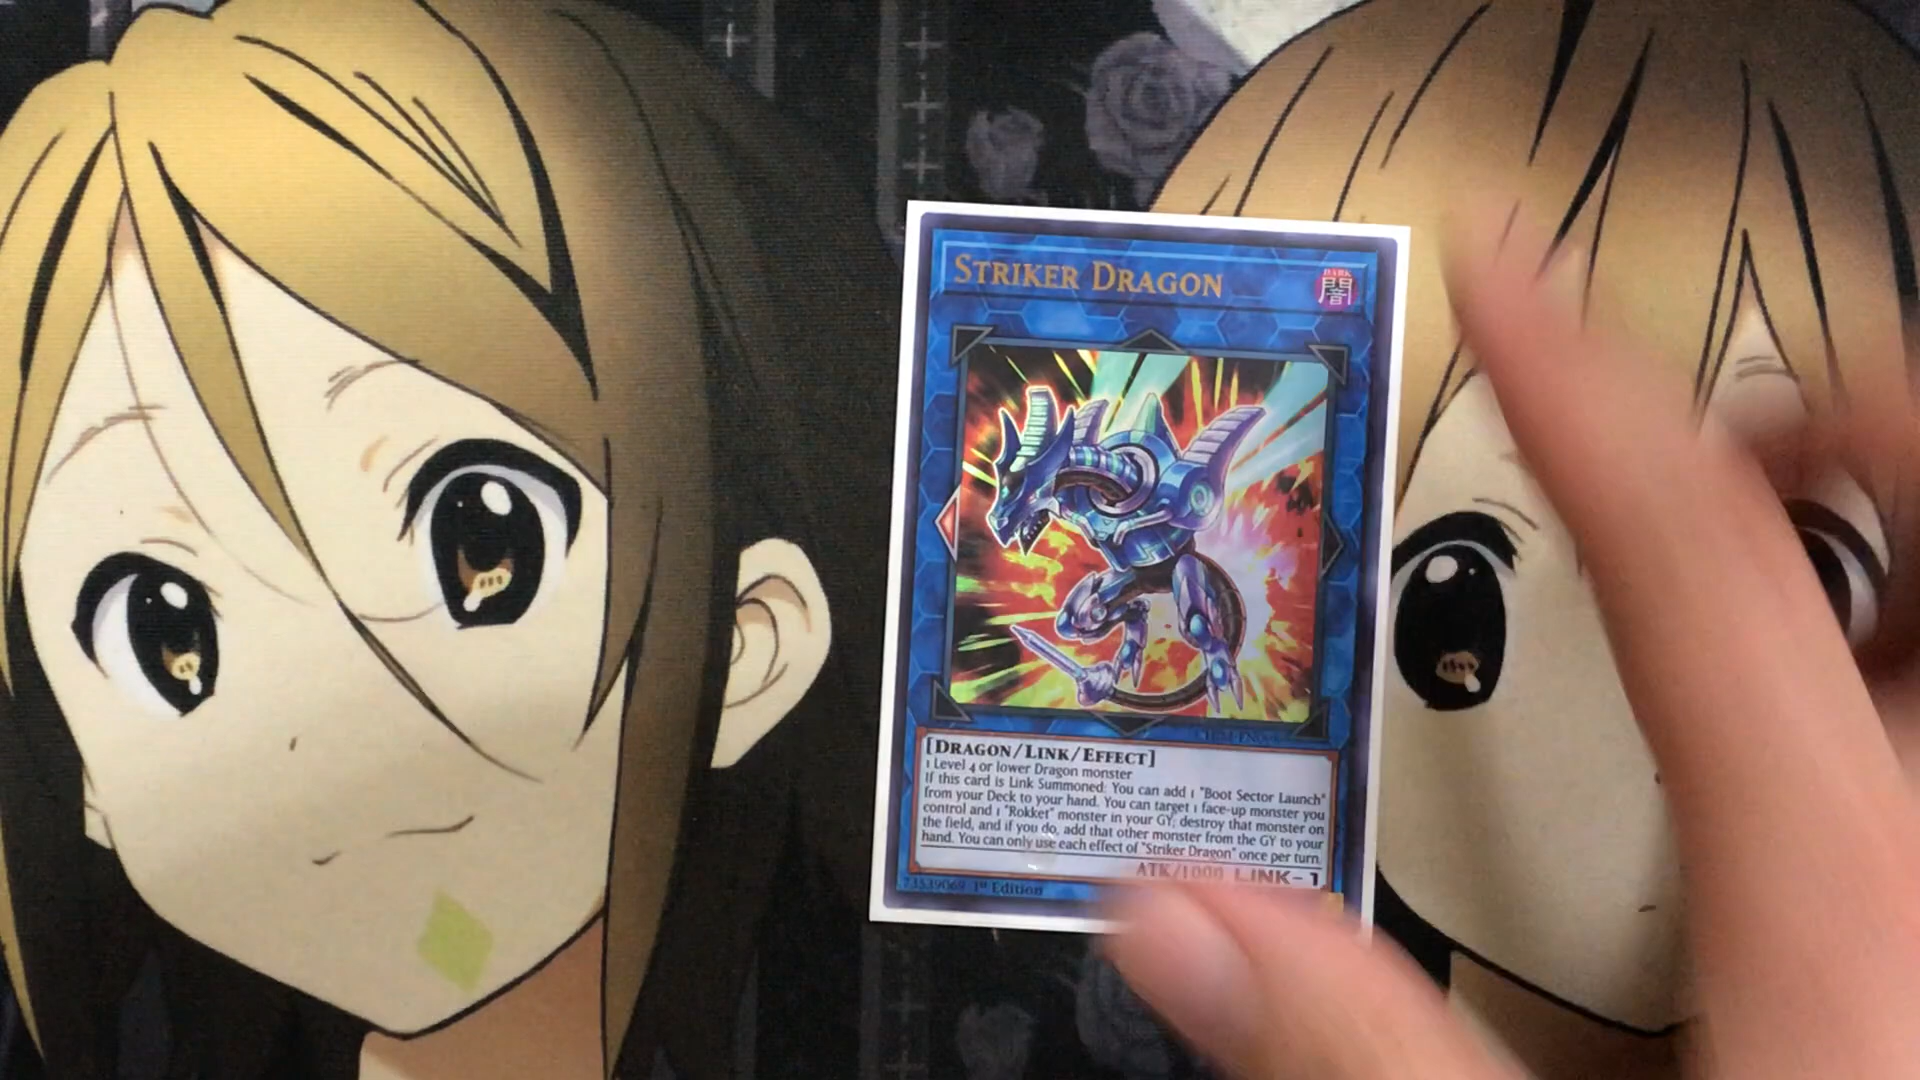 STRIKER DRAGON
DARK
闇
[DRAGON/LINK/EFFECT]
1 Level 4 or lower Dragon monster
If this card is Link Summoned: You can add 1 "Boot Sector Launch"
from your Deck to your hand. You can target 1 face-up monster you
control and 1 "Rokket" monster in your GY; destroy that monster on
the field, and if you do, add that other monster from the GY to your
hand. You can only use each effect of "Striker Dragon" once per turn.
ATK/1000 LINK-1
73539069 1st Edition